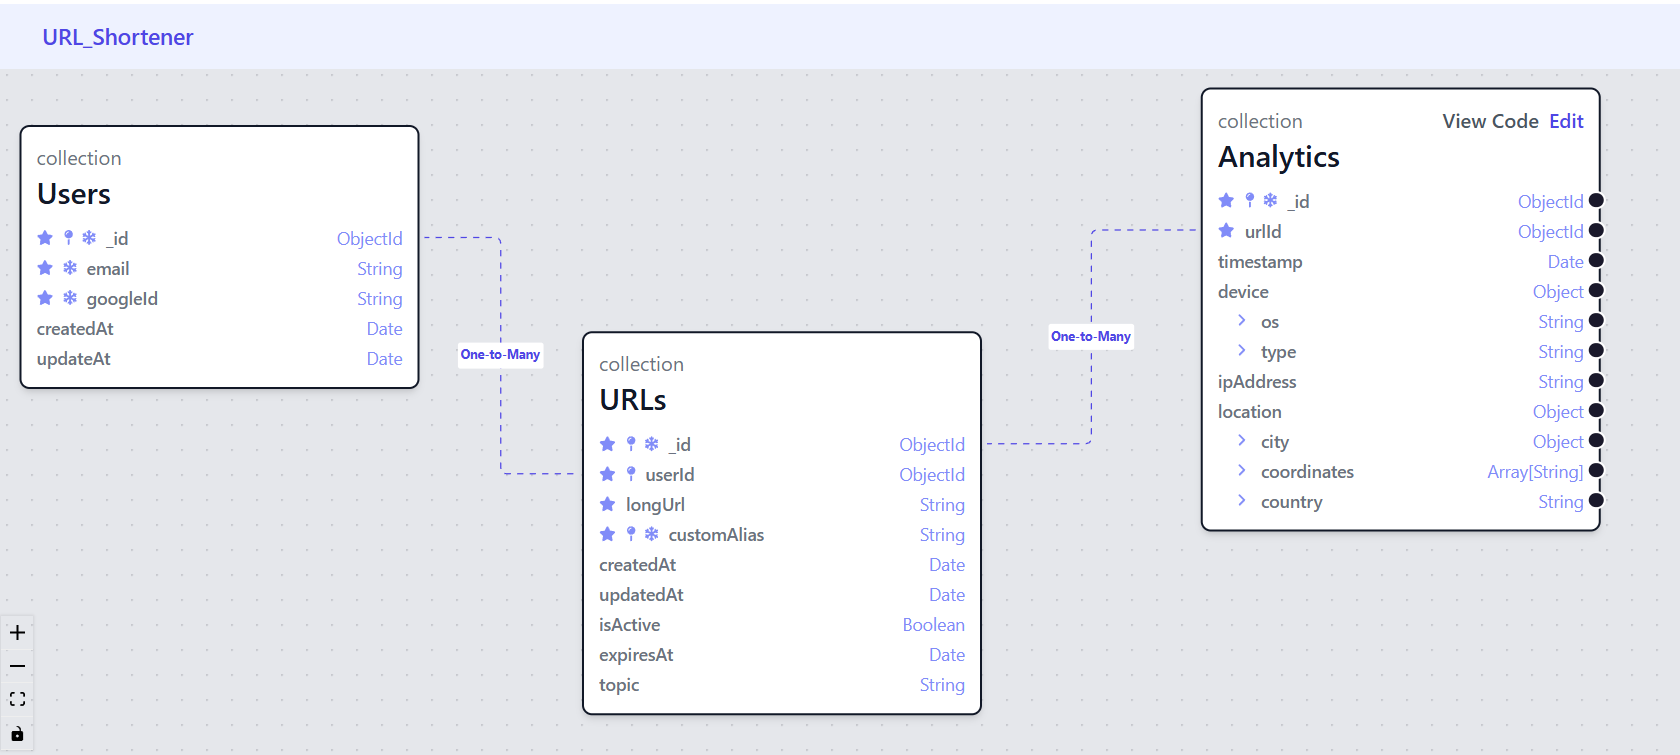 URL_Shortener
collection
Users
_id ObjectId
email String
googleId String
createdAt Date
updateAt Date
One-to-Many
collection
URLs
_id ObjectId
userId ObjectId
longUrl String
customAlias String
createdAt Date
updatedAt Date
isActive Boolean
expiresAt Date
topic String
One-to-Many
collection View Code Edit
Analytics
_id ObjectId
urlId ObjectId
timestamp Date
device Object
os String
type String
ipAddress String
location Object
city Object
coordinates Array[String]
country String